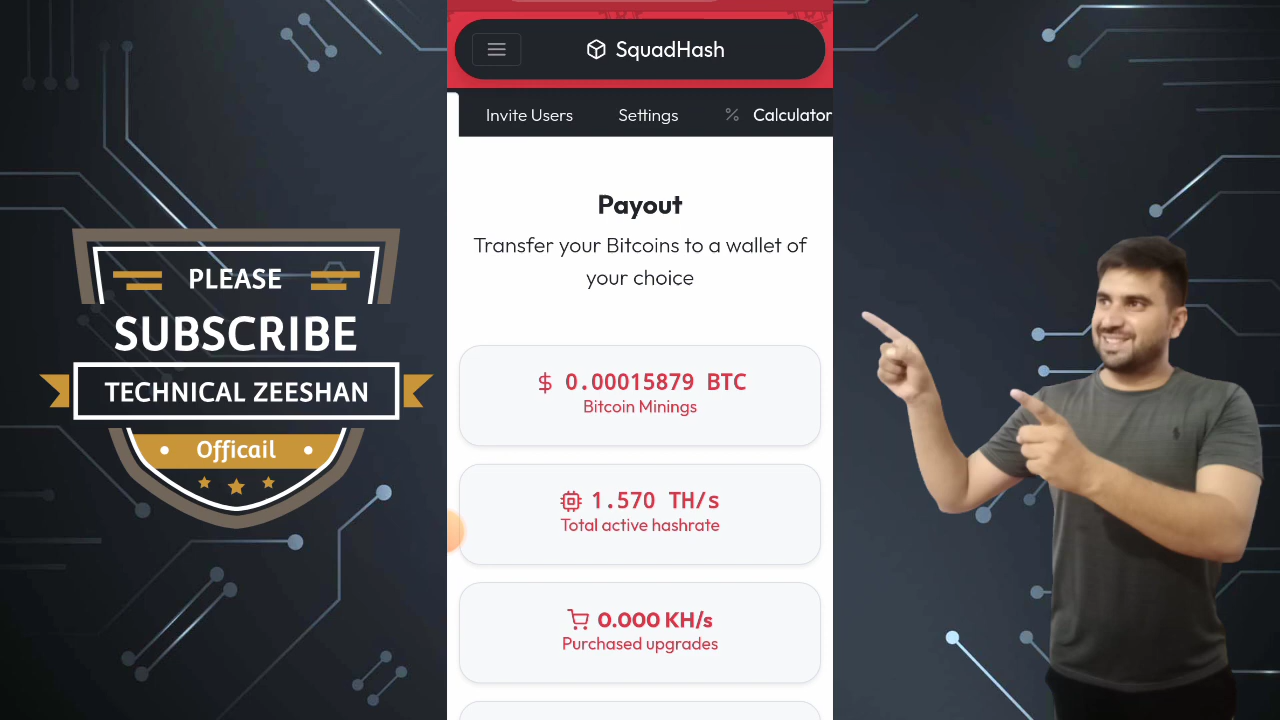 PLEASE
SUBSCRIBE
TECHNICAL ZEESHAN
Officail
SquadHash
Invite Users
Settings
Calculator
Payout
Transfer your Bitcoins to a wallet of
your choice
$ 0.00015879 BTC
Bitcoin Minings
1.570 TH/s
Total active hashrate
0.000 KH/s
Purchased upgrades